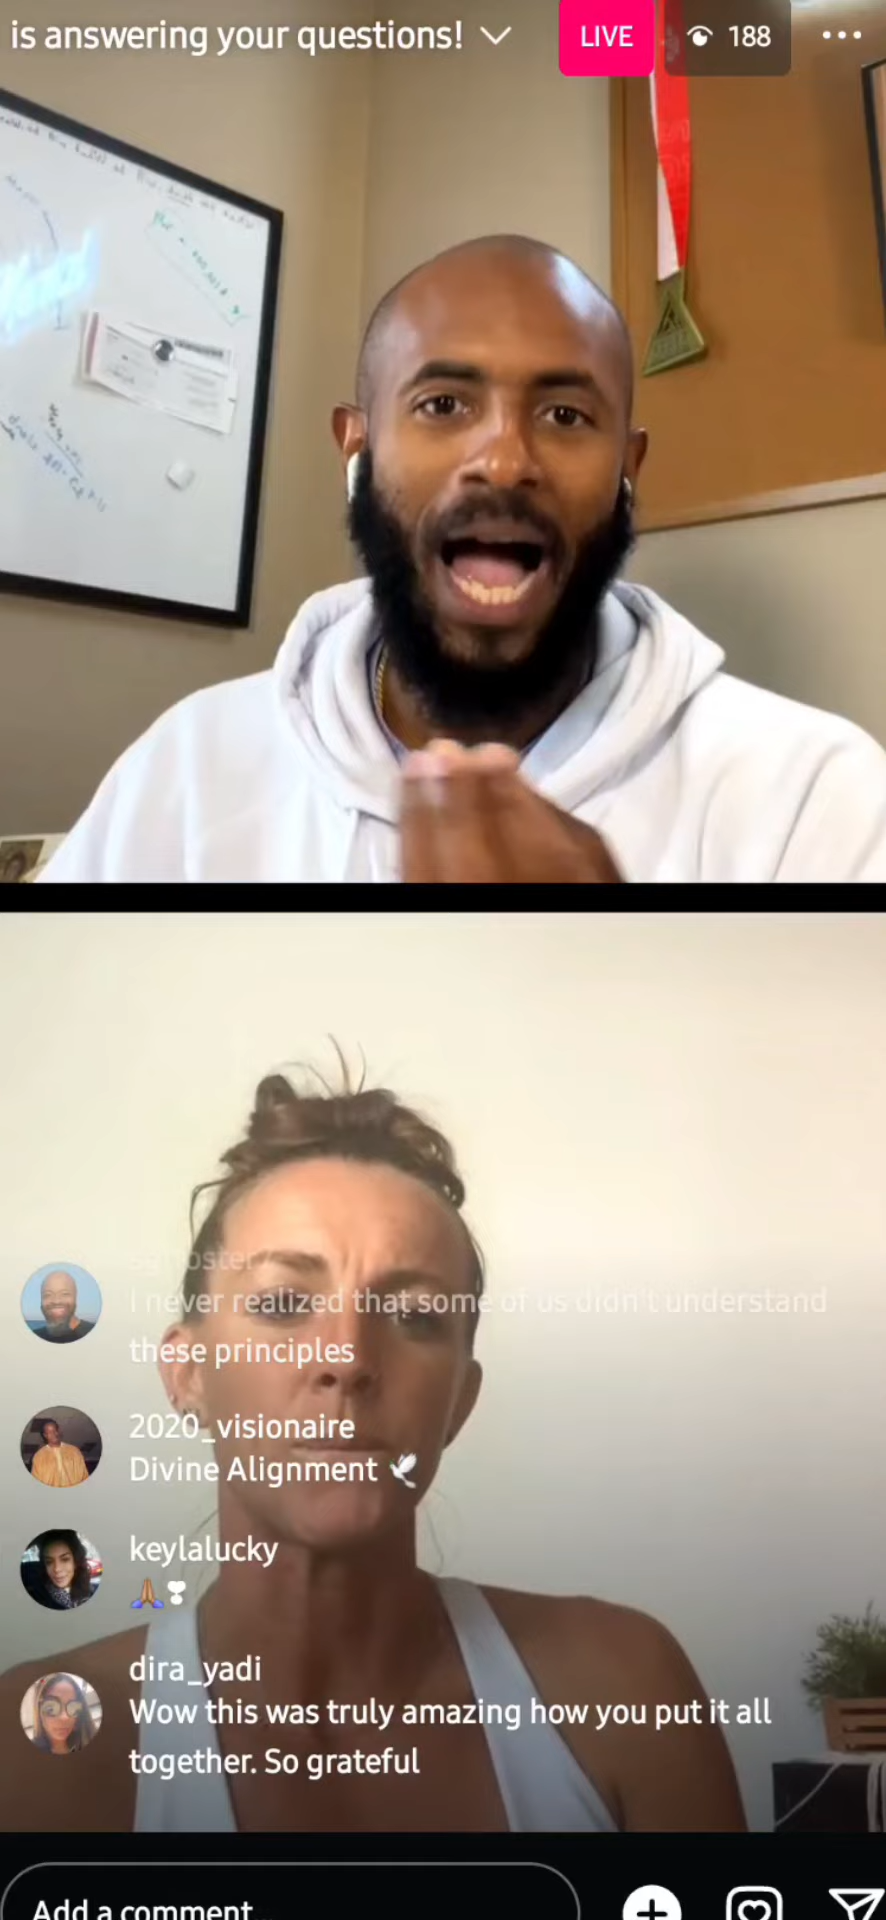 is answering your questions!
LIVE
188
I never realized that some of us didn't understand
these principles
2020_visionaire
Divine Alignment 🕊️
keylalucky
🙏🏽❣
dira_yadi
Wow this was truly amazing how you put it all
together. So grateful
Add a comment...